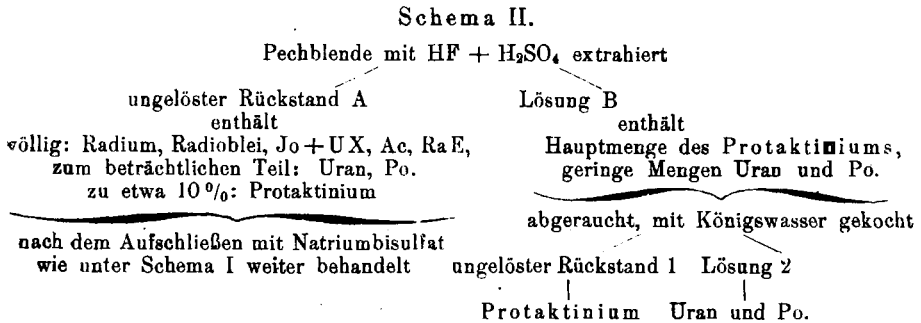 Schema II.
Pechblende mit HF + H₂SO₄ extrahiert
ungelöster Rückstand A
enthält
völlig: Radium, Radioblei, Jo + UX, Ac, RaE,
zum beträchtlichen Teil: Uran, Po.
zu etwa 10 %: Protaktinium
nach dem Aufschließen mit Natriumbisulfat
wie unter Schema I weiter behandelt
Lösung B
enthält
Hauptmenge des Protaktiniums,
geringe Mengen Uran und Po.
abgeraucht, mit Königswasser gekocht
ungelöster Rückstand 1
Protaktinium
Lösung 2
Uran und Po.